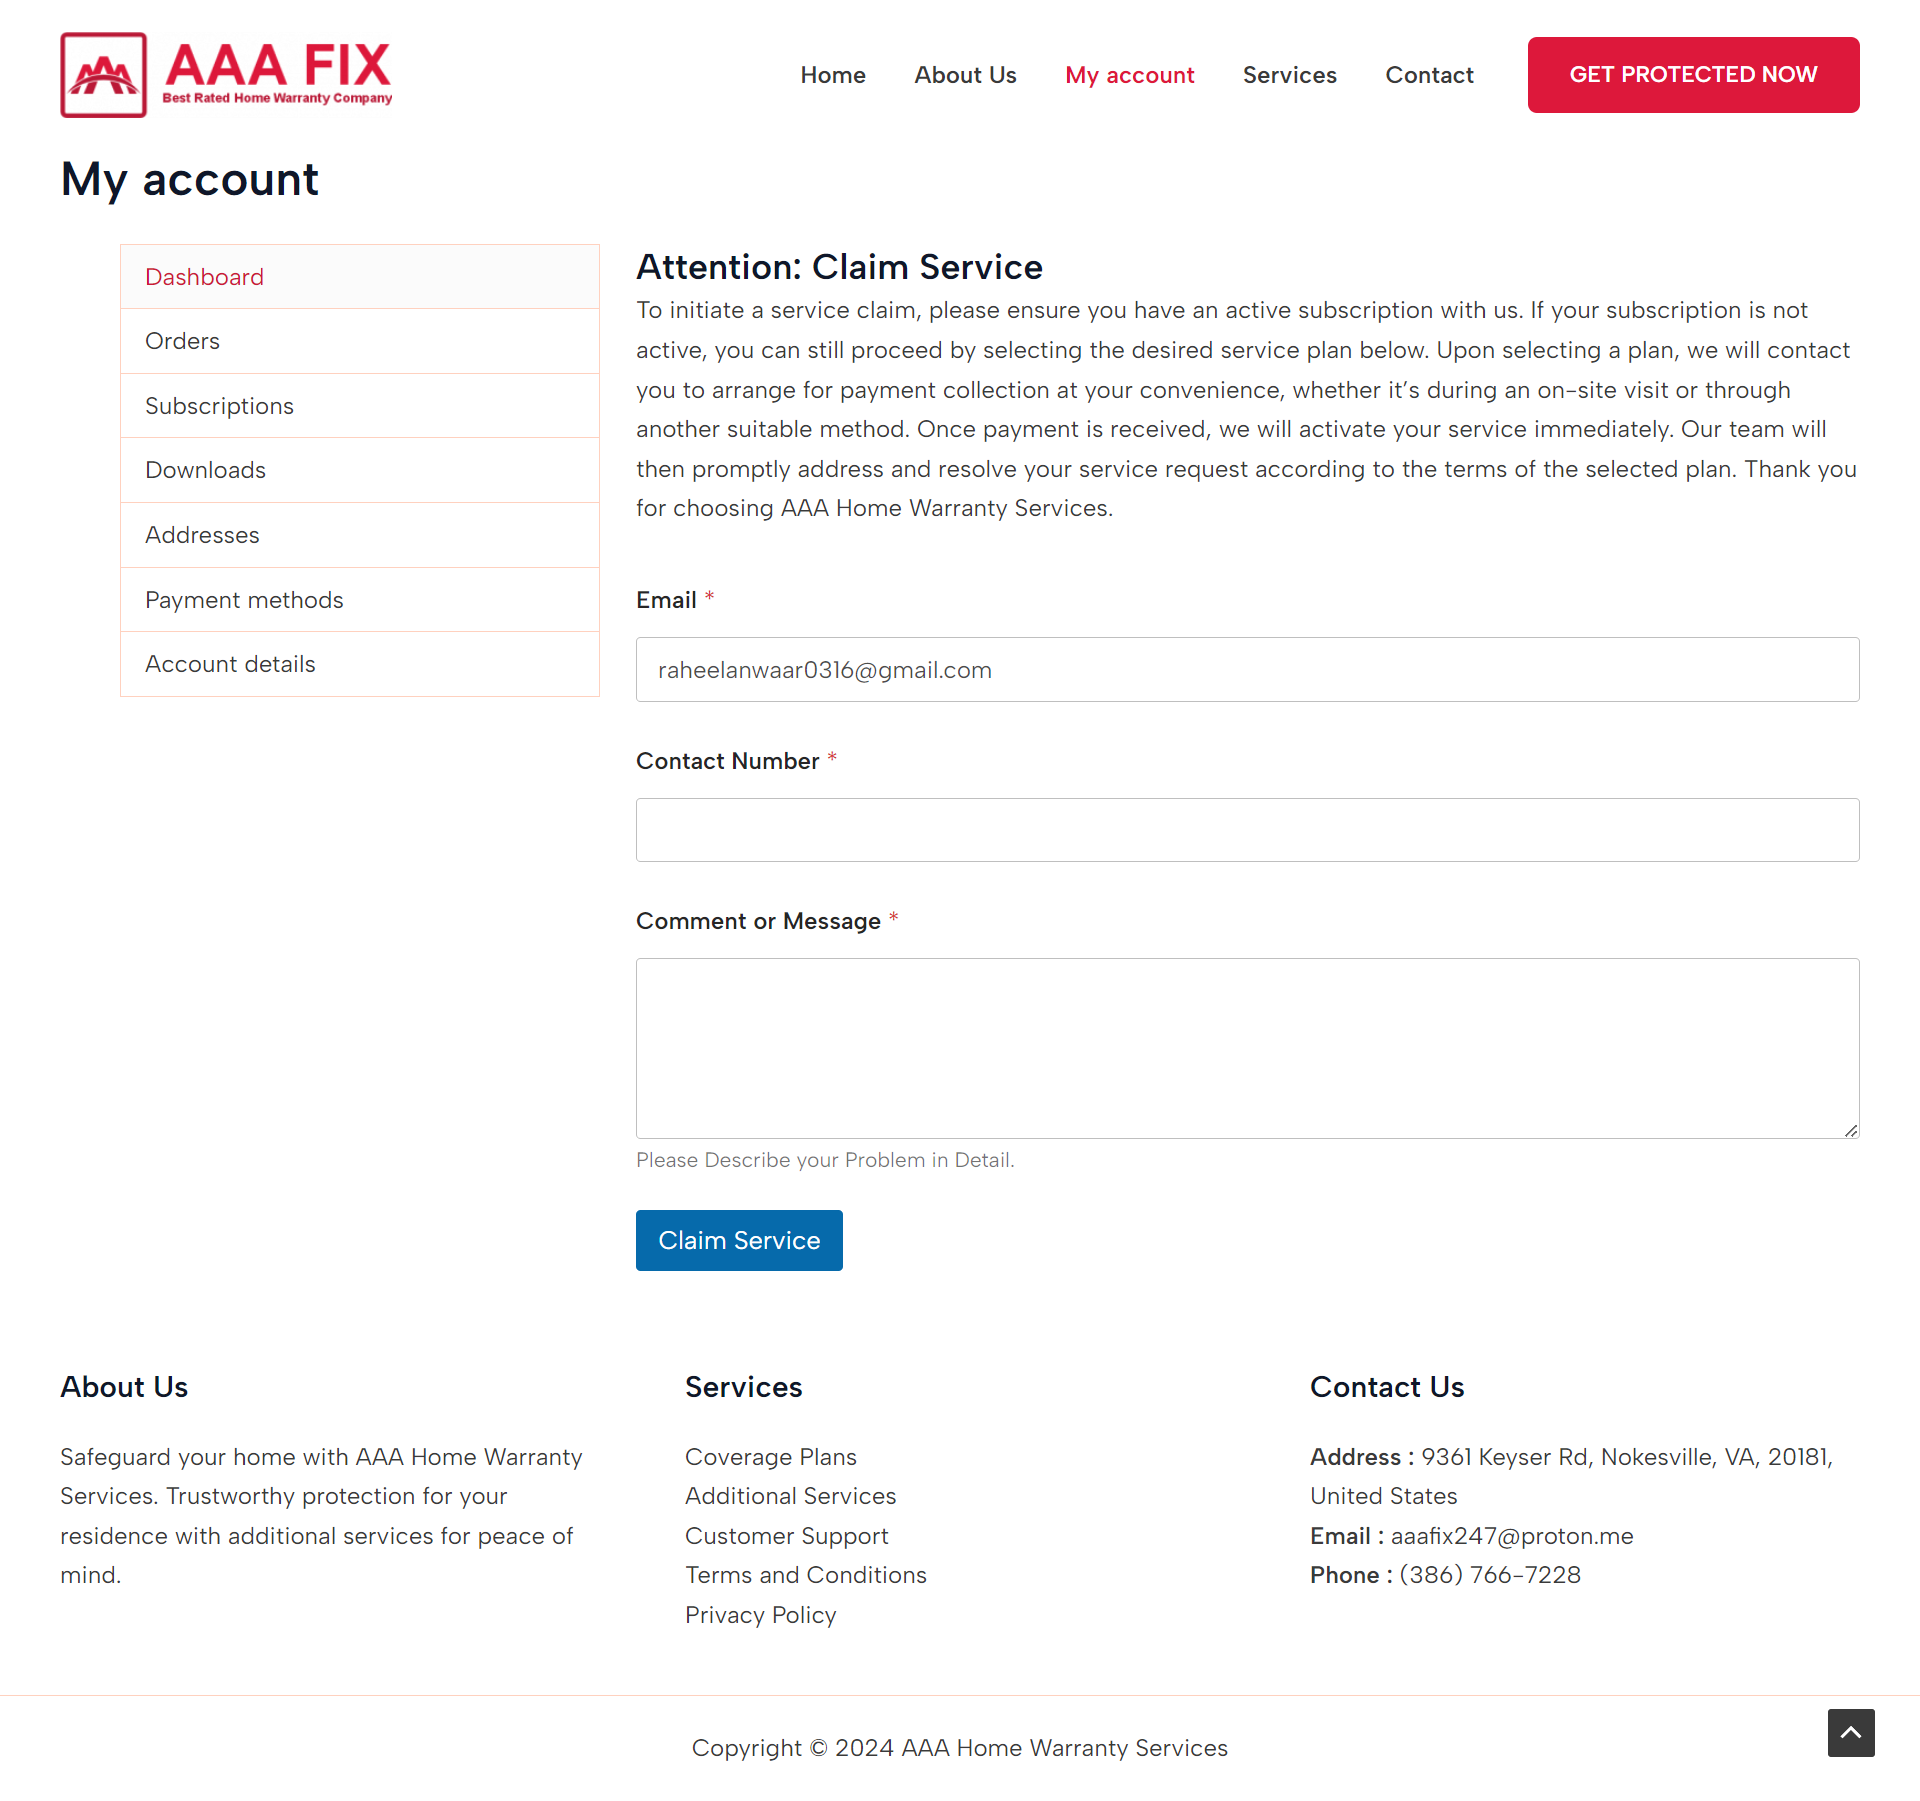 AAA FIX
Best Rated Home Warranty Company
Home
About Us
My account
Services
Contact
GET PROTECTED NOW
My account
Dashboard
Orders
Subscriptions
Downloads
Addresses
Payment methods
Account details
Attention: Claim Service
To initiate a service claim, please ensure you have an active subscription with us. If your subscription is not
active, you can still proceed by selecting the desired service plan below. Upon selecting a plan, we will contact
you to arrange for payment collection at your convenience, whether it’s during an on-site visit or through
another suitable method. Once payment is received, we will activate your service immediately. Our team will
then promptly address and resolve your service request according to the terms of the selected plan. Thank you
for choosing AAA Home Warranty Services.
Email *
raheelanwaar0316@gmail.com
Contact Number *
Comment or Message *
Please Describe your Problem in Detail.
Claim Service
About Us
Safeguard your home with AAA Home Warranty
Services. Trustworthy protection for your
residence with additional services for peace of
mind.
Services
Coverage Plans
Additional Services
Customer Support
Terms and Conditions
Privacy Policy
Contact Us
Address : 9361 Keyser Rd, Nokesville, VA, 20181,
United States
Email : aaafix247@proton.me
Phone : (386) 766-7228
Copyright © 2024 AAA Home Warranty Services